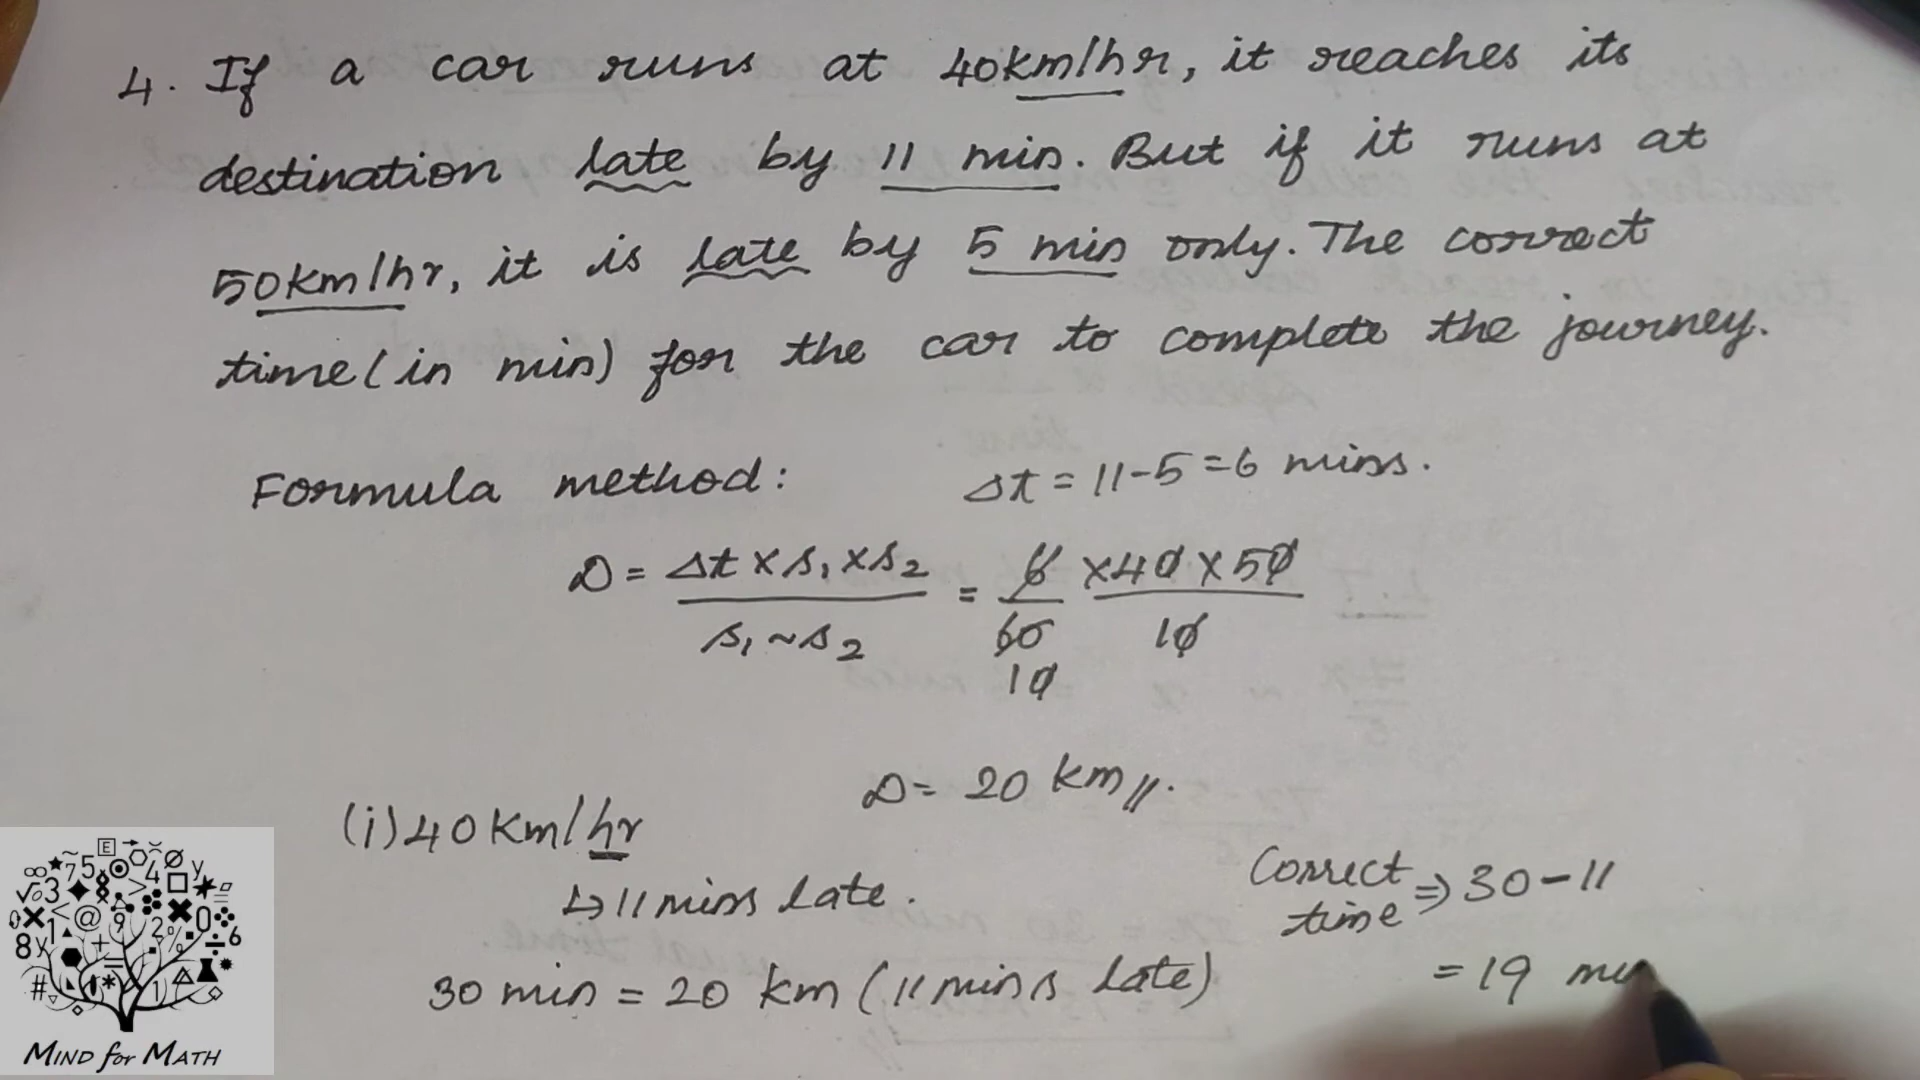 4. If a car runs at 40km/hr, it reaches its
destination late by 11 min. But if it runs at
50km/hr, it is late by 5 min only. The correct
time(in min) for the car to complete the journey.
Formula method: Δt = 11-5=6 mins.
D = Δt x s₁ x s₂ / s₁ ~ s₂ = 6/60 x 40 x 50 / 10
10
D= 20 km//.
(i) 40 km/hr
↳ 11 mins late.
30 min = 20 km (11 mins late)
Correct time ⇒ 30-11
= 19
MIND for MATH